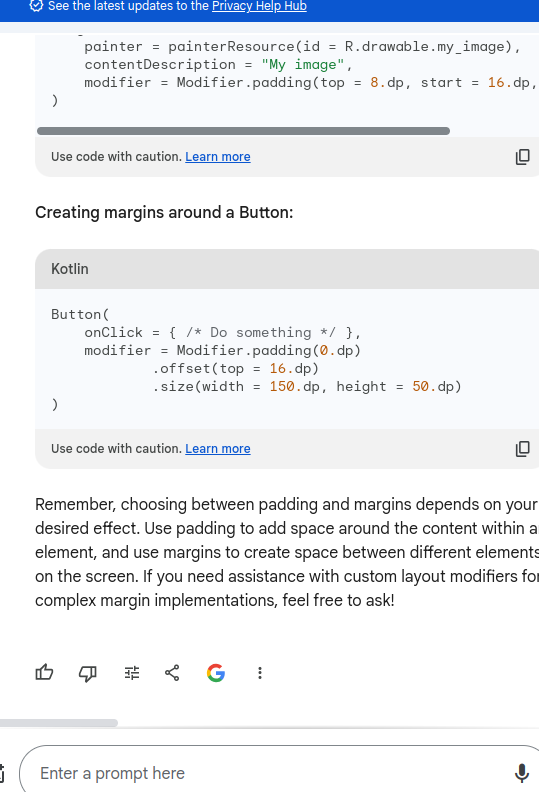 See the latest updates to the Privacy Help Hub
painter = painterResource(id = R.drawable.my_image),
contentDescription = "My image",
modifier = Modifier.padding(top = 8.dp, start = 16.dp,
)
Use code with caution. Learn more
Creating margins around a Button:
Kotlin
Button(
onClick = { /* Do something */ },
modifier = Modifier.padding(0.dp)
.offset(top = 16.dp)
.size(width = 150.dp, height = 50.dp)
)
Use code with caution. Learn more
Remember, choosing between padding and margins depends on your
desired effect. Use padding to add space around the content within a
element, and use margins to create space between different elements
on the screen. If you need assistance with custom layout modifiers for
complex margin implementations, feel free to ask!
Enter a prompt here